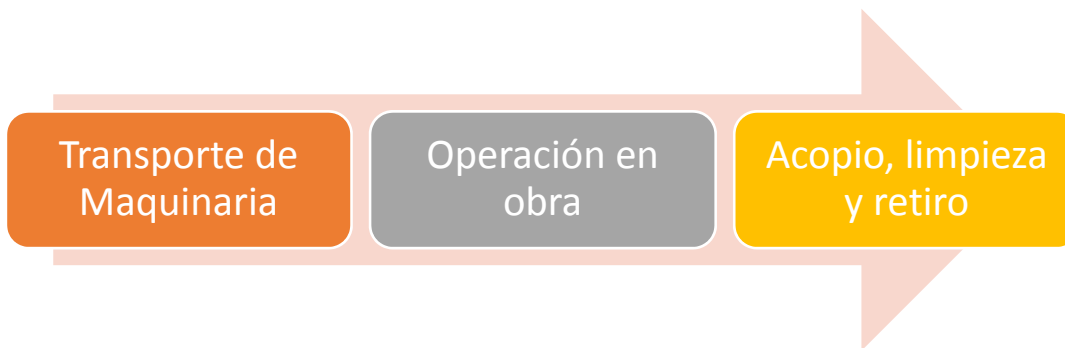 Transporte de
Maquinaria
Operación en
obra
Acopio, limpieza
y retiro